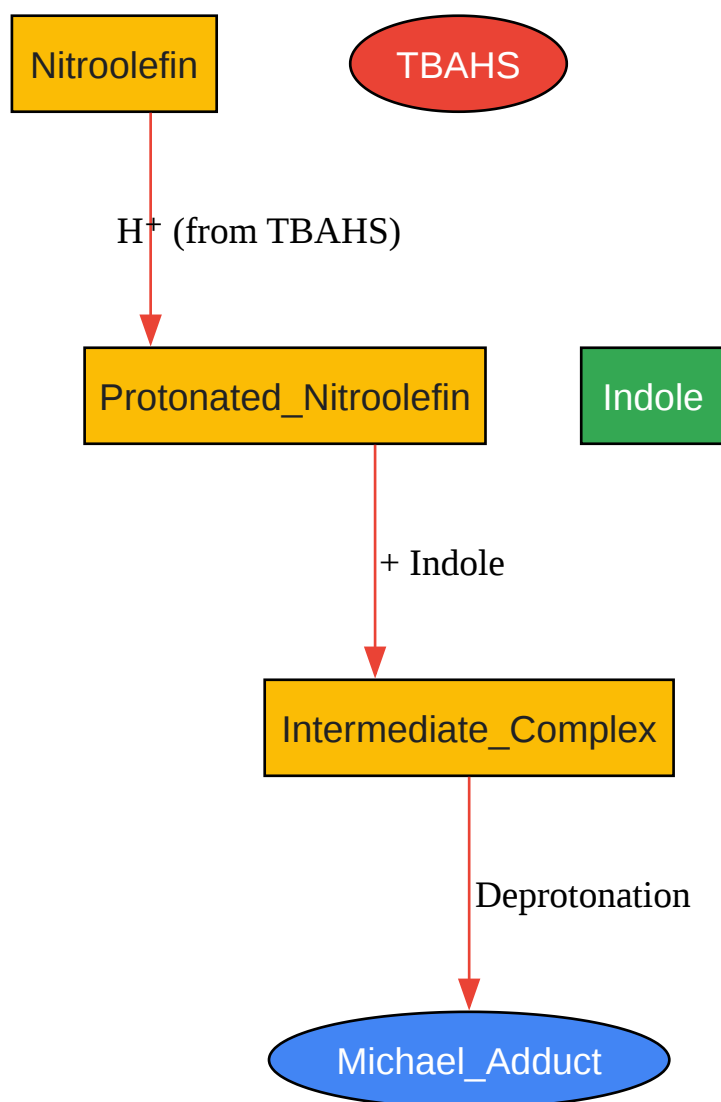 Nitroolefin
TBAHS
H⁺ (from TBAHS)
Protonated_Nitroolefin
Indole
+ Indole
Intermediate_Complex
Deprotonation
Michael_Adduct